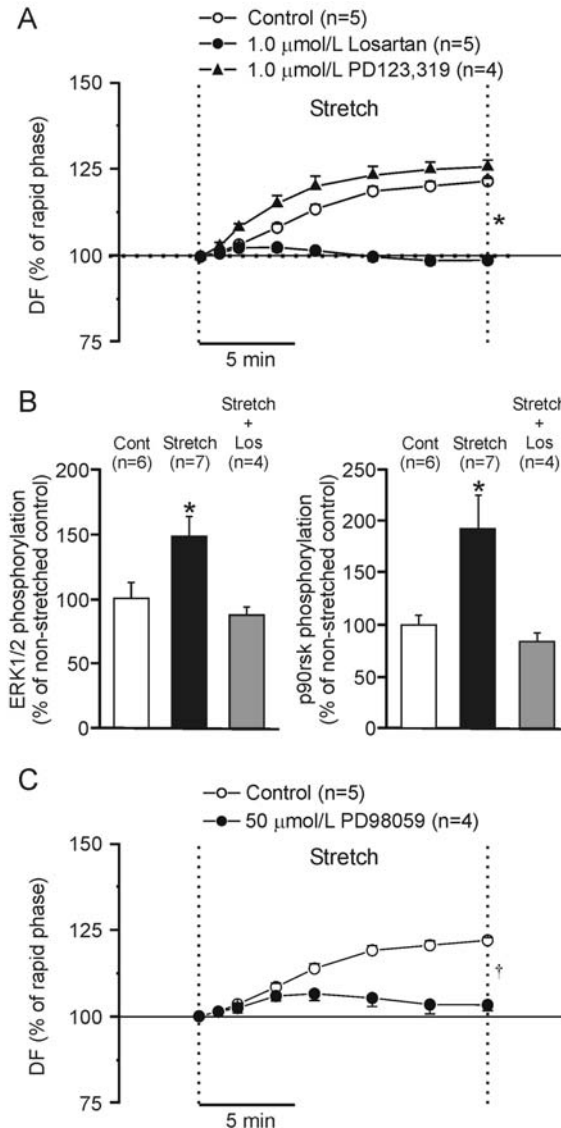 A
Control (n=5)
1.0 μmol/L Losartan (n=5)
1.0 μmol/L PD123,319 (n=4)
150
125
100
75
DF (% of rapid phase)
Stretch
*
5 min
B
Cont
(n=6)
Stretch
(n=7)
Stretch
+
Los
(n=4)
200
150
100
50
0
ERK1/2 phosphorylation
(% of non-stretched control)
*
Cont
(n=6)
Stretch
(n=7)
Stretch
+
Los
(n=4)
250
200
150
100
50
0
p90rsk phosphorylation
(% of non-stretched control)
*
C
Control (n=5)
50 μmol/L PD98059 (n=4)
150
125
100
75
DF (% of rapid phase)
Stretch
†
5 min